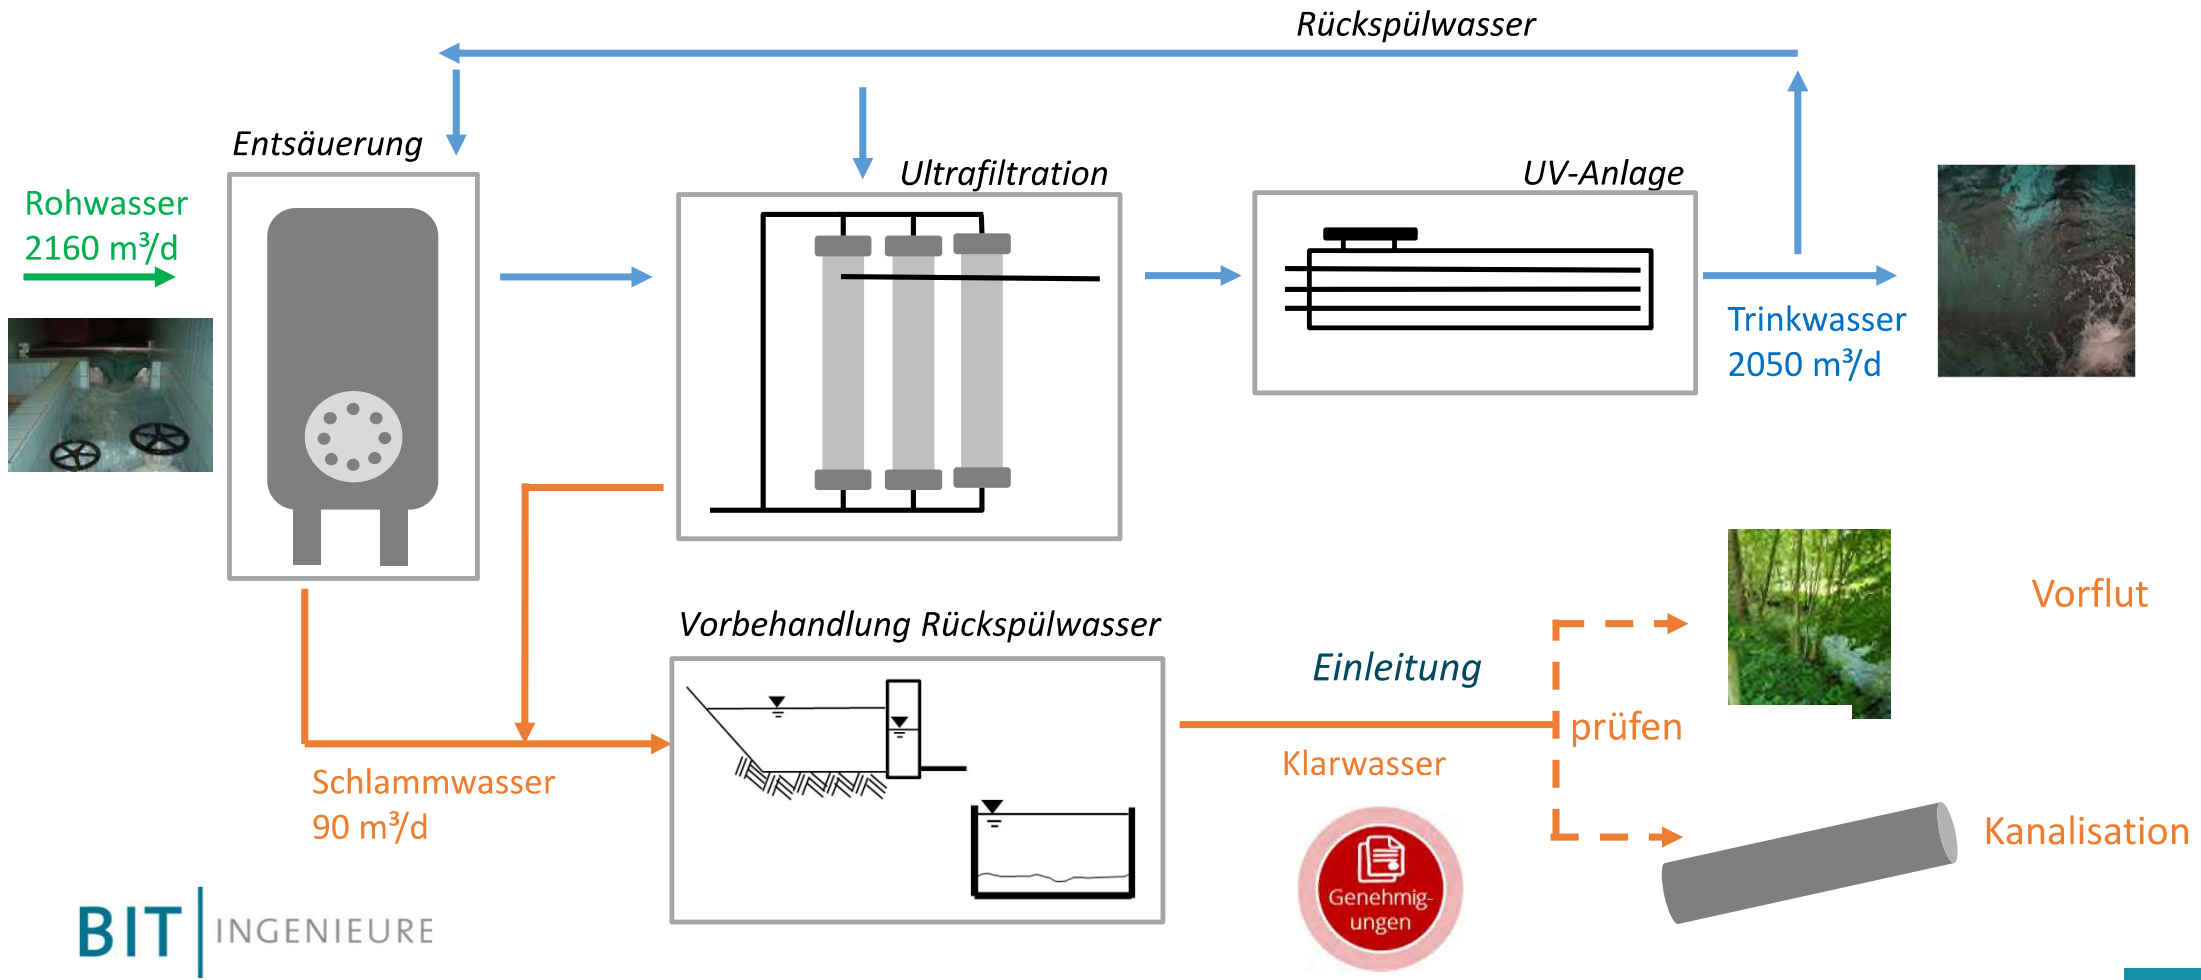 Rückspülwasser
Entsäuerung
Ultrafiltration
UV-Anlage
Rohwasser
2160 m³/d
Trinkwasser
2050 m³/d
Vorbehandlung Rückspülwasser
Vorflut
Einleitung
prüfen
Klarwasser
Schlammwasser
90 m³/d
Kanalisation
Genehmig-
ungen
BIT INGENIEURE